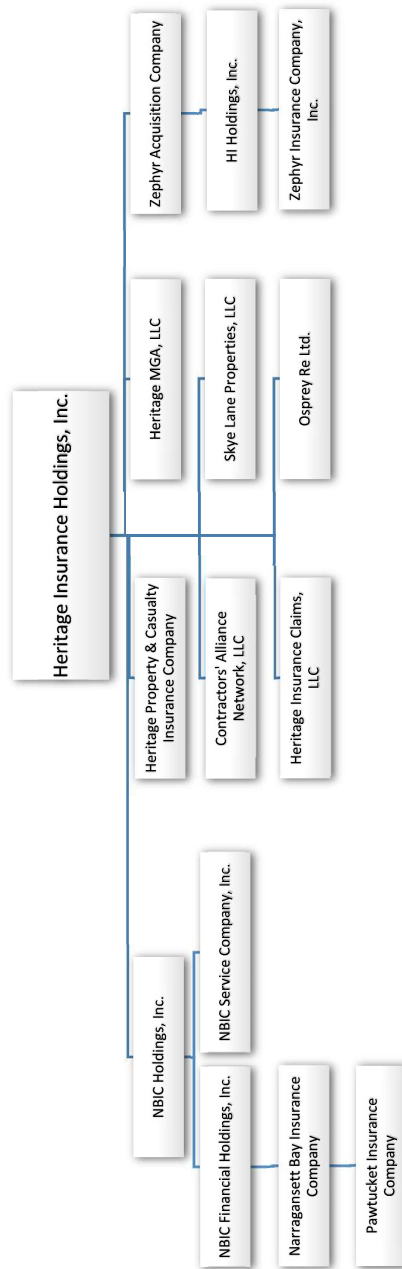 Heritage Insurance Holdings, Inc.
NBIC Holdings, Inc.
Heritage Property & Casualty
Insurance Company
Heritage MGA, LLC
Zephyr Acquisition Company
NBIC Financial Holdings, Inc.
NBIC Service Company, Inc.
Contractors' Alliance
Network, LLC
Skye Lane Properties, LLC
HI Holdings, Inc.
Narragansett Bay Insurance
Company
Heritage Insurance Claims,
LLC
Osprey Re Ltd.
Zephyr Insurance Company,
Inc.
Pawtucket Insurance
Company